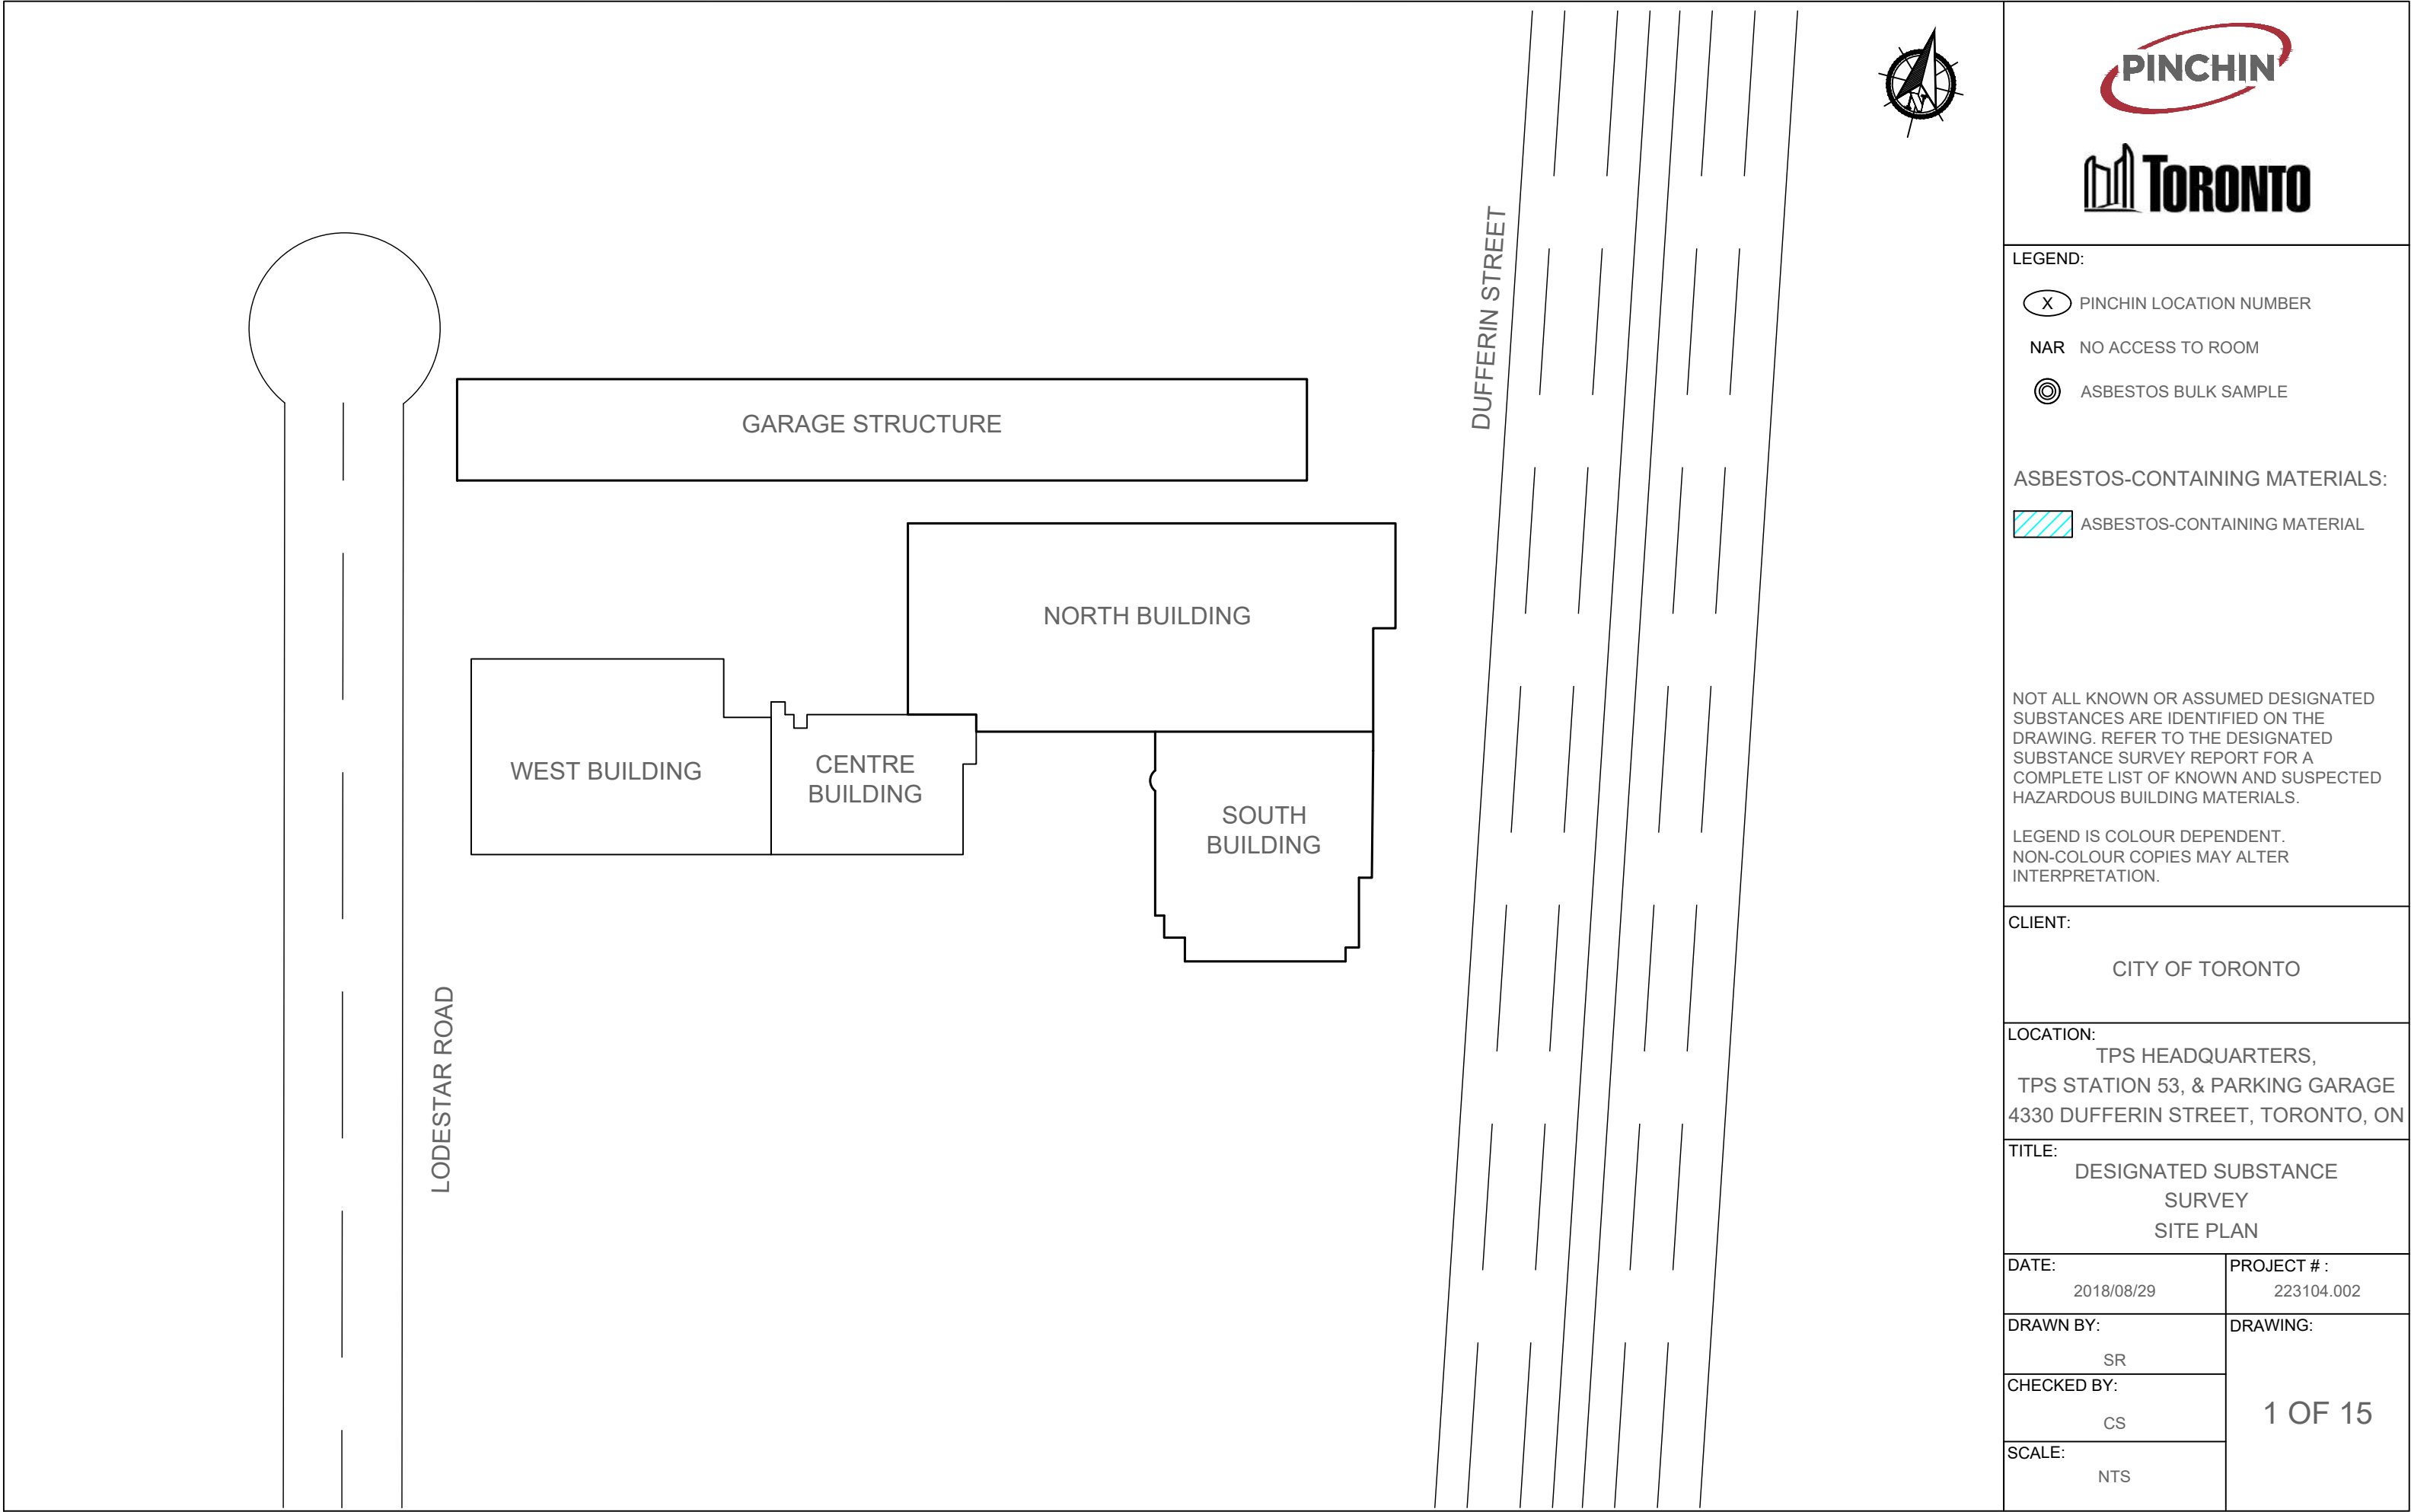 DUFFERIN STREET
GARAGE STRUCTURE
NORTH BUILDING
WEST BUILDING
CENTRE
BUILDING
SOUTH
BUILDING
LODESTAR ROAD
N
PINCHIN
TORONTO
LEGEND:
X PINCHIN LOCATION NUMBER
NAR NO ACCESS TO ROOM
ASBESTOS BULK SAMPLE
ASBESTOS-CONTAINING MATERIALS:
ASBESTOS-CONTAINING MATERIAL
NOT ALL KNOWN OR ASSUMED DESIGNATED
SUBSTANCES ARE IDENTIFIED ON THE
DRAWING. REFER TO THE DESIGNATED
SUBSTANCE SURVEY REPORT FOR A
COMPLETE LIST OF KNOWN AND SUSPECTED
HAZARDOUS BUILDING MATERIALS.
LEGEND IS COLOUR DEPENDENT.
NON-COLOUR COPIES MAY ALTER
INTERPRETATION.
CLIENT:
CITY OF TORONTO
LOCATION:
TPS HEADQUARTERS,
TPS STATION 53, & PARKING GARAGE
4330 DUFFERIN STREET, TORONTO, ON
TITLE:
DESIGNATED SUBSTANCE
SURVEY
SITE PLAN
DATE:
2018/08/29
PROJECT # :
223104.002
DRAWN BY:
SR
CHECKED BY:
CS
SCALE:
NTS
DRAWING:
1 OF 15